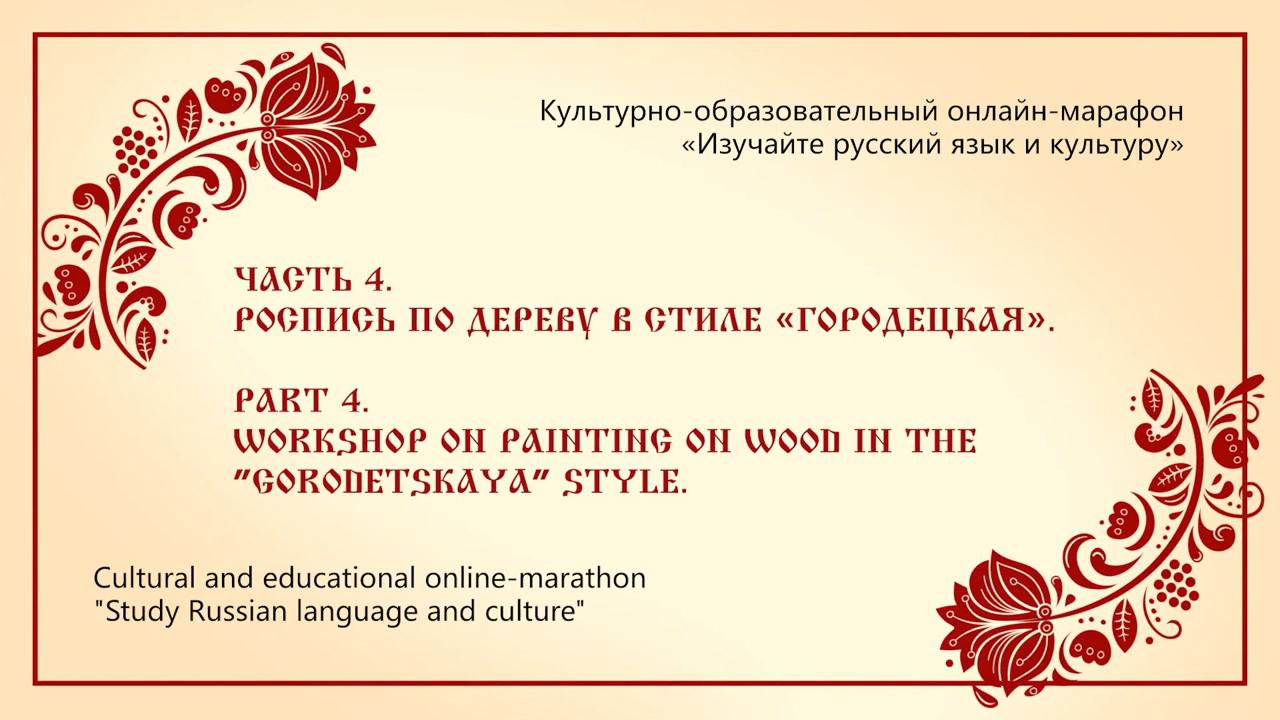 Культурно-образовательный онлайн-марафон
«Изучайте русский язык и культуру»
ЧАСТЬ 4.
РОСПИСЬ ПО ДЕРЕВУ В СТИЛЕ «ГОРОДЕЦКАЯ».
PART 4.
WORKSHOP ON PAINTING ON WOOD IN THE
"GORODETSKAYA" STYLE.
Cultural and educational online-marathon
"Study Russian language and culture"